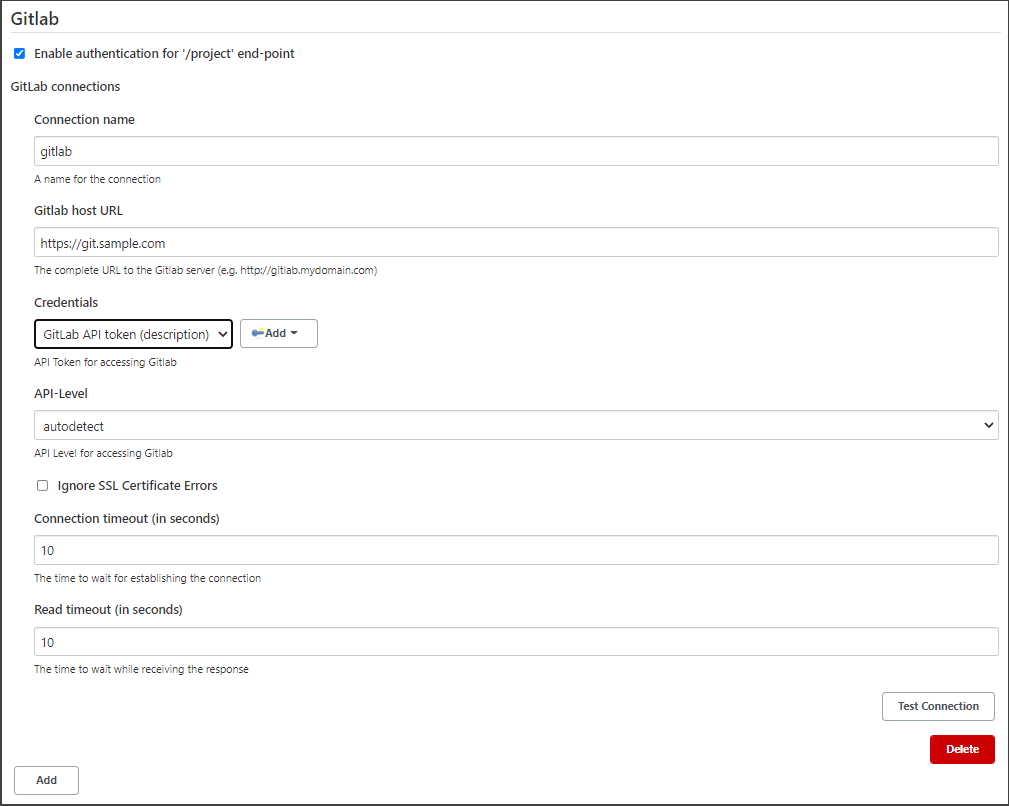 Gitlab
Enable authentication for '/project' end-point
GitLab connections
Connection name
gitlab
A name for the connection
Gitlab host URL
https://git.sample.com
The complete URL to the Gitlab server (e.g. http://gitlab.mydomain.com)
Credentials
GitLab API token (description) Add
API Token for accessing Gitlab
API-Level
autodetect
API Level for accessing Gitlab
Ignore SSL Certificate Errors
Connection timeout (in seconds)
10
The time to wait for establishing the connection
Read timeout (in seconds)
10
The time to wait while receiving the response
Test Connection
Delete
Add